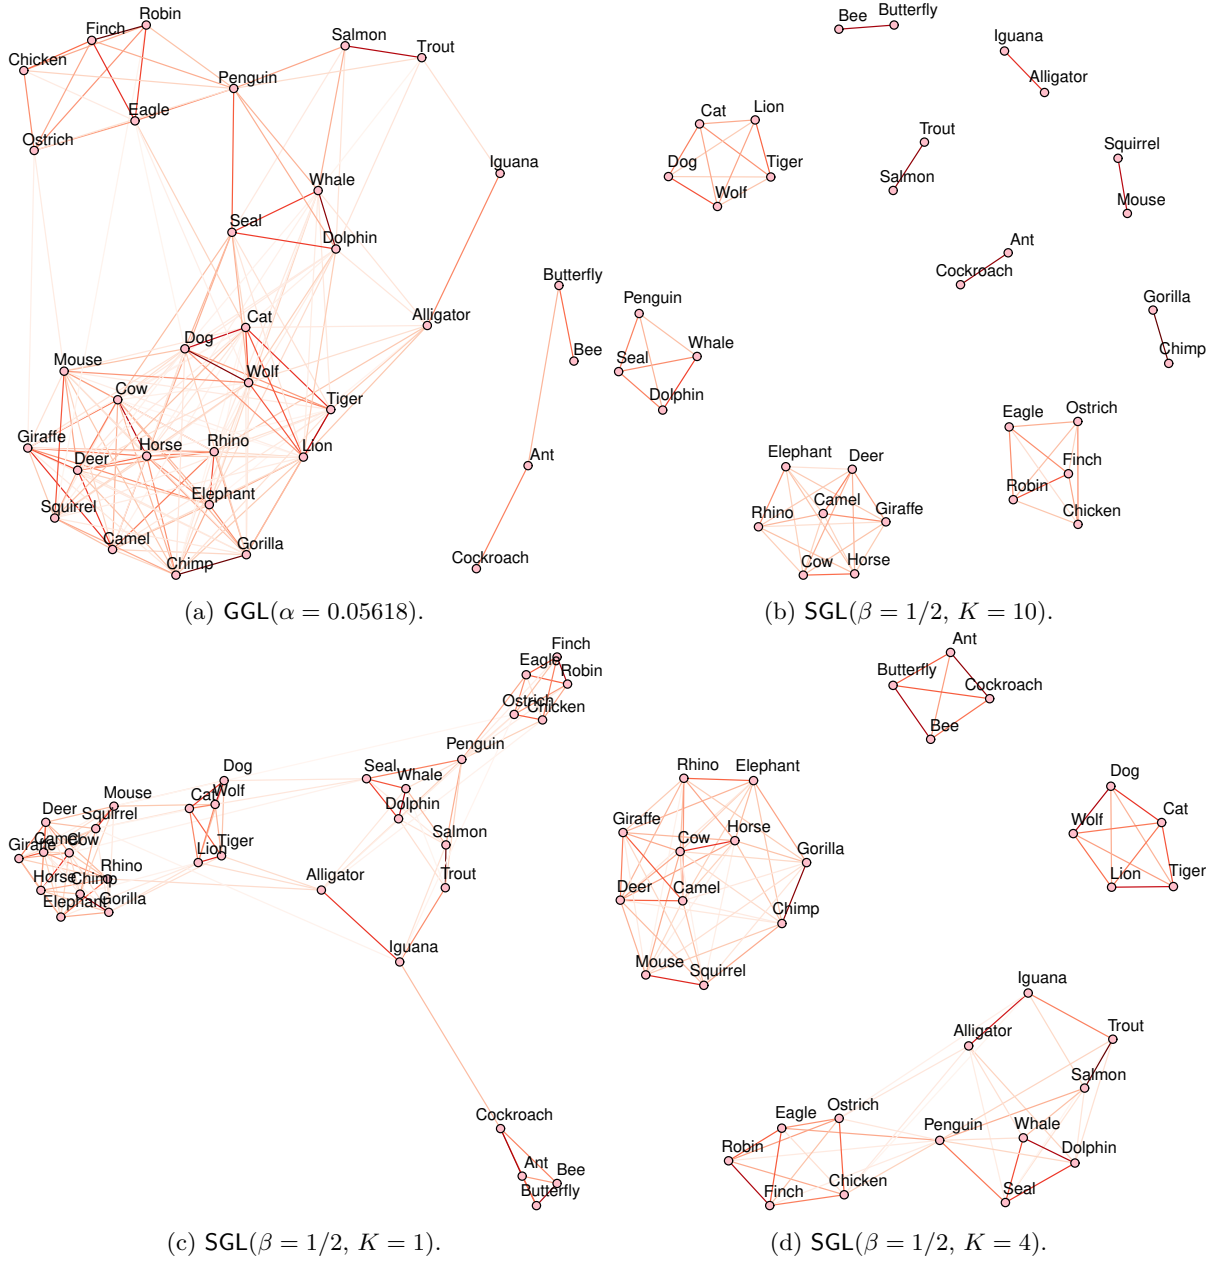 Robin
Finch
Chicken
Eagle
Ostrich
Penguin
Salmon
Trout
Iguana
Whale
Seal
Dolphin
Butterfly
Alligator
Cat
Dog
Bee
Mouse
Wolf
Cow
Tiger
Giraffe
Horse
Rhino
Lion
Deer
Ant
Squirrel
Elephant
Camel
Gorilla
Chimp
Cockroach
(a) GGL(α = 0.05618).
Bee
Butterfly
Iguana
Alligator
Cat
Lion
Trout
Squirrel
Dog
Tiger
Salmon
Wolf
Mouse
Ant
Cockroach
Penguin
Gorilla
Whale
Seal
Chimp
Dolphin
Eagle
Ostrich
Elephant
Deer
Finch
Robin
Camel
Rhino
Giraffe
Chicken
Cow
Horse
(b) SGL(β = 1/2, K = 10).
Finch
Eagle
Robin
Ostrich
Chicken
Penguin
Dog
Seal
Whale
Mouse
Cat
Wolf
Deer
Squirrel
Dolphin
Camel
Cow
Giraffe
Lion
Tiger
Salmon
Rhino
Horse
Chimp
Trout
Alligator
Elephant
Gorilla
Iguana
Cockroach
Ant
Bee
Butterfly
(c) SGL(β = 1/2, K = 1).
Ant
Butterfly
Cockroach
Bee
Rhino
Elephant
Dog
Giraffe
Cow
Horse
Wolf
Cat
Gorilla
Deer
Camel
Lion
Tiger
Chimp
Mouse
Squirrel
Iguana
Alligator
Trout
Salmon
Eagle
Ostrich
Penguin
Whale
Robin
Dolphin
Finch
Chicken
Seal
(d) SGL(β = 1/2, K = 4).